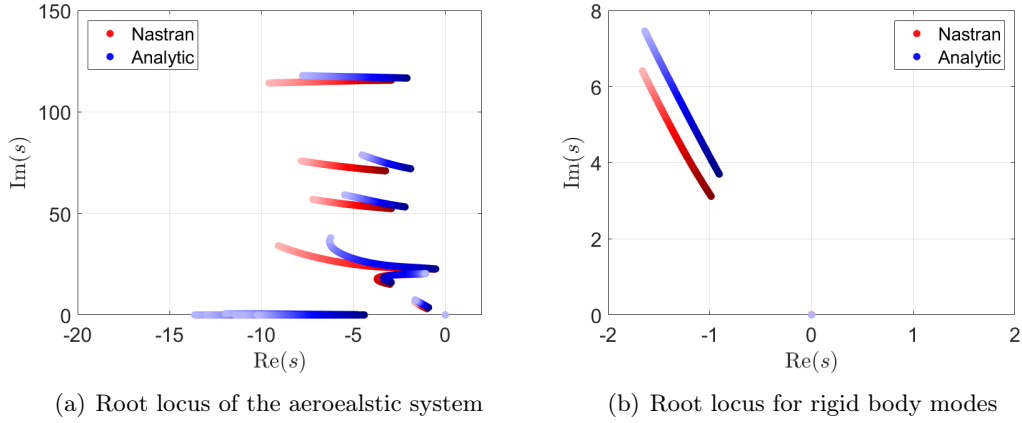 150
100
50
0
-20
-15
-10
-5
0
Re(s)
Im(s)
Nastran
Analytic
(a) Root locus of the aeroealstic system
8
6
4
2
0
-2
-1
0
1
2
Re(s)
Im(s)
Nastran
Analytic
(b) Root locus for rigid body modes